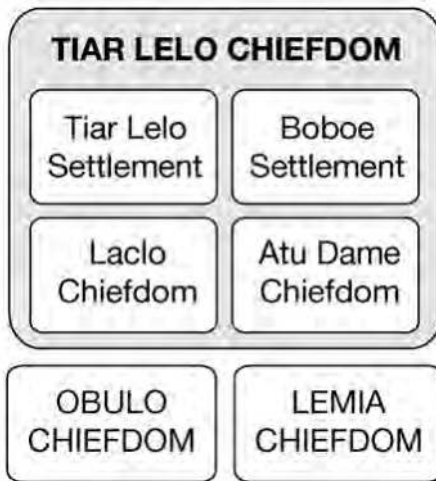 TIAR LELO CHIEFDOM
Tiar Lelo
Settlement
Boboe
Settlement
Laclo
Chiefdom
Atu Dame
Chiefdom
OBULO
CHIEFDOM
LEMIA
CHIEFDOM